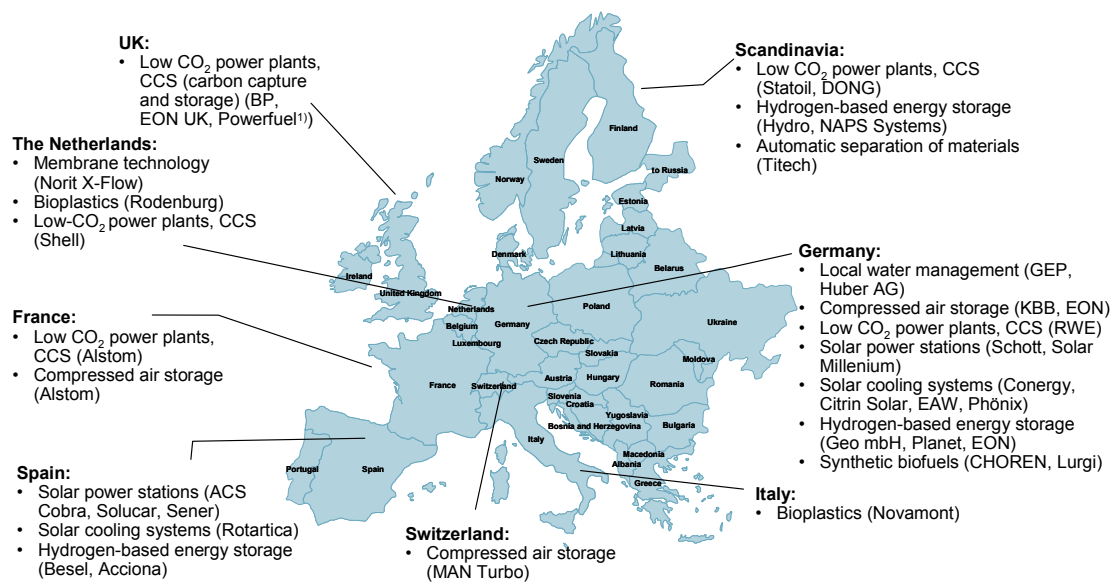 UK:
• Low CO2 power plants,
CCS (carbon capture
and storage) (BP,
EON UK, Powerfuel1))
The Netherlands:
• Membrane technology
(Norit X-Flow)
• Bioplastics (Rodenburg)
• Low-CO2 power plants, CCS
(Shell)
France:
• Low CO2 power plants,
CCS (Alstom)
• Compressed air storage
(Alstom)
Spain:
• Solar power stations (ACS
Cobra, Solucar, Sener)
• Solar cooling systems (Rotartica)
• Hydrogen-based energy storage
(Besel, Acciona)
Switzerland:
• Compressed air storage
(MAN Turbo)
Scandinavia:
• Low CO2 power plants, CCS
(Statoil, DONG)
• Hydrogen-based energy storage
(Hydro, NAPS Systems)
• Automatic separation of materials
(Titech)
Germany:
• Local water management (GEP,
Huber AG)
• Compressed air storage (KBB, EON)
• Low CO2 power plants, CCS (RWE)
• Solar power stations (Schott, Solar
Millenium)
• Solar cooling systems (Conergy,
Citrin Solar, EAW, Phönix)
• Hydrogen-based energy storage
(Geo mbH, Planet, EON)
• Synthetic biofuels (CHOREN, Lurgi)
Italy:
• Bioplastics (Novamont)
Finland
Sweden
Norway
to Russia
Estonia
Latvia
Lithuania
Denmark
Belarus
Ireland
United Kingdom
Netherlands
Poland
Belgium
Germany
Ukraine
Luxembourg
Czech Republic
Slovakia
Moldova
France
Switzerland
Austria
Hungary
Romania
Slovenia
Croatia
Yugoslavia
Bosnia and Herzegovina
Bulgaria
Italy
Macedonia
Albania
Greece
Portugal
Spain